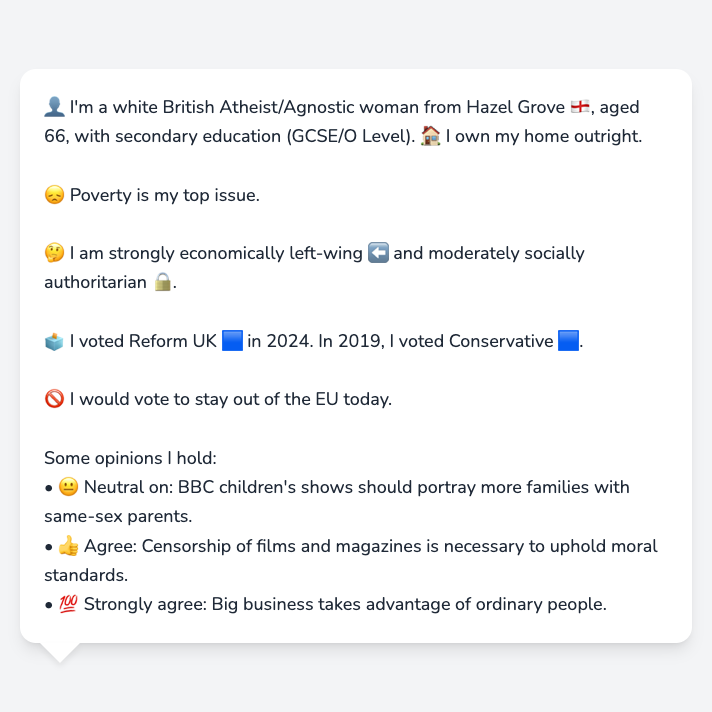 👤 I'm a white British Atheist/Agnostic woman from Hazel Grove 🏴󠁧󠁢󠁥󠁮󠁧󠁿, aged
66, with secondary education (GCSE/O Level). 🏠 I own my home outright.
😞 Poverty is my top issue.
🤔 I am strongly economically left-wing ⬅️ and moderately socially
authoritarian 🔒.
🗳️ I voted Reform UK 🟦 in 2024. In 2019, I voted Conservative 🟦.
🚫 I would vote to stay out of the EU today.
Some opinions I hold:
• 😐 Neutral on: BBC children's shows should portray more families with
same-sex parents.
• 👍 Agree: Censorship of films and magazines is necessary to uphold moral
standards.
• 💯 Strongly agree: Big business takes advantage of ordinary people.